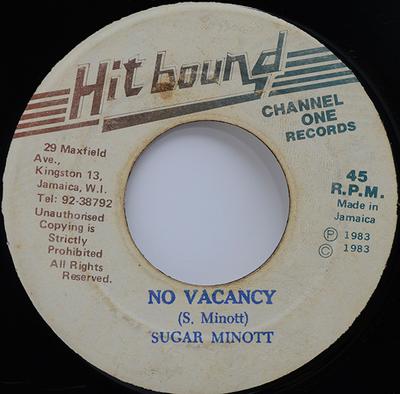 Hit bound
CHANNEL
ONE
RECORDS
29 Maxfield
Ave.,
Kingston 13,
Jamaica, W.I.
Tel: 92-38792
Unauthorised
Copying is
Strictly
Prohibited
All Rights
Reserved.
45
R.P.M.
Made in
Jamaica
Ⓟ 1983
© 1983
NO VACANCY
(S. Minott)
SUGAR MINOTT